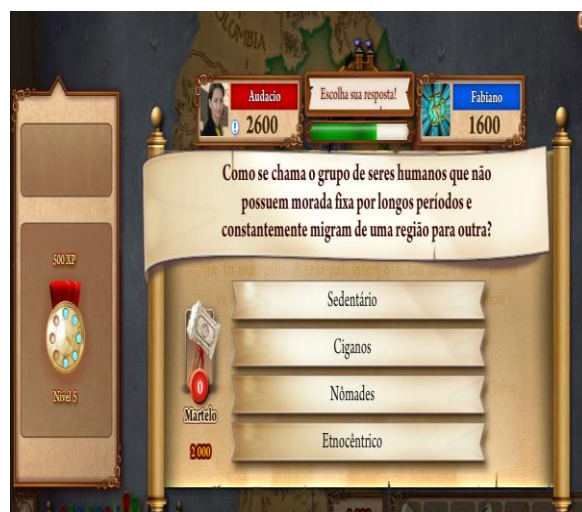 COLOMBIA
Audacio
2600
Escolha sua resposta!
Fabiano
1600
Como se chama o grupo de seres humanos que não
possuem morada fixa por longos períodos e
constantemente migram de uma região para outra?
500 XP
Nível 5
Sedentário
Ciganos
Nômades
Etnocêntrico
0
Martelo
2 000